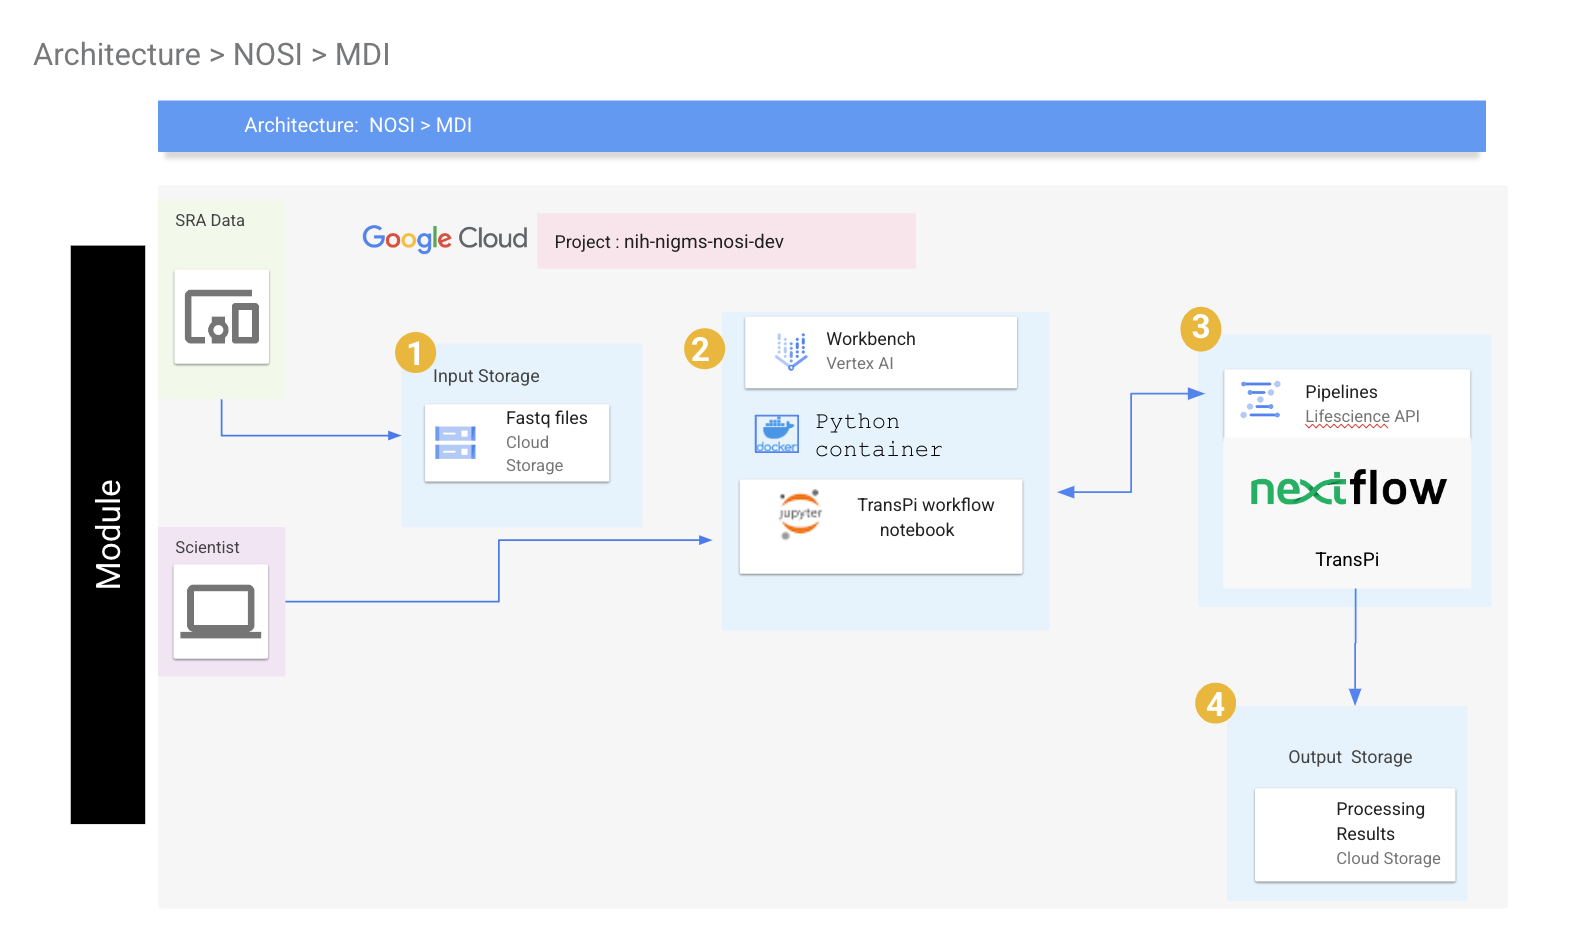 Architecture > NOSI > MDI
Architecture:  NOSI > MDI
Module
SRA Data
Google Cloud
Project : nih-nigms-nosi-dev
1
Input Storage
Fastq files
Cloud
Storage
Scientist
2
Workbench
Vertex AI
docker
Python
container
jupyter
TransPi workflow
notebook
3
Pipelines
Lifescience API
nextflow
TransPi
4
Output  Storage
Processing
Results
Cloud Storage